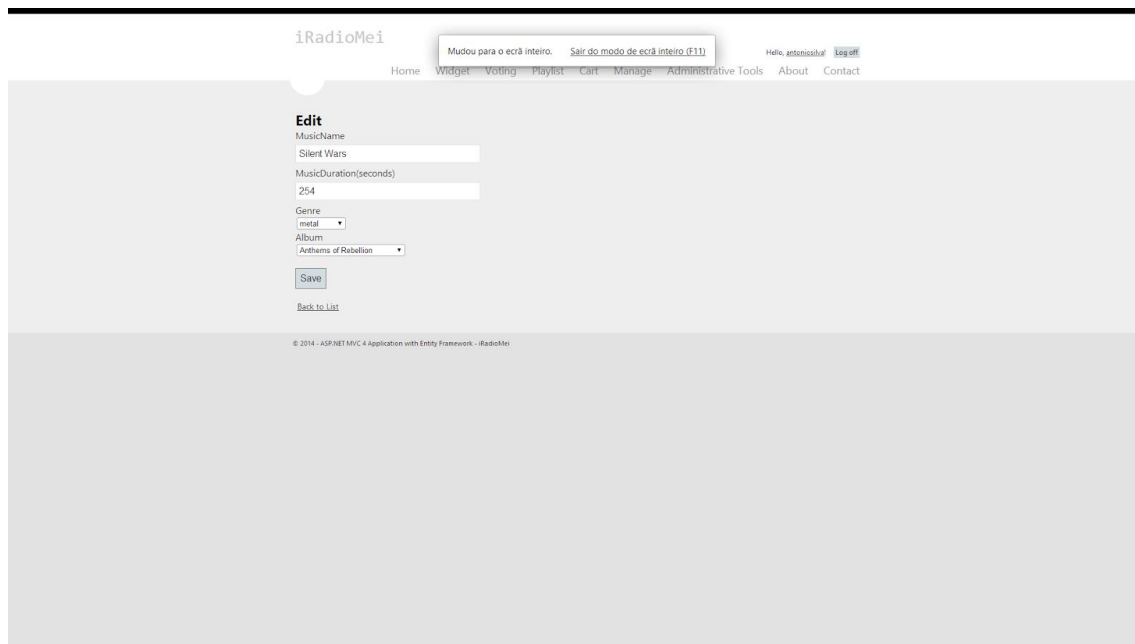 iRadioMei
Mudou para o ecrã inteiro. Sair do modo de ecrã inteiro (F11)
Hello, antoniosilva! Log off
Home Widget Voting Playlist Cart Manage Administrative Tools About Contact
Edit
MusicName
Silent Wars
MusicDuration(seconds)
254
Genre
metal
Album
Anthems of Rebellion
Save
Back to List
© 2014 - ASP.NET MVC 4 Application with Entity Framework - iRadioMei